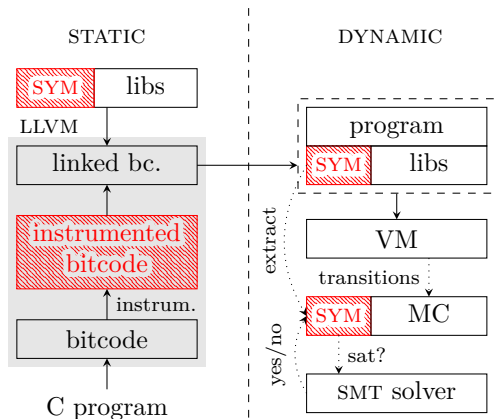 STATIC
SYM libs
LLVM
linked bc.
instrumented
bitcode
instrum.
bitcode
C program
DYNAMIC
program
SYM libs
extract
VM
transitions
SYM MC
yes/no
sat?
SMT solver